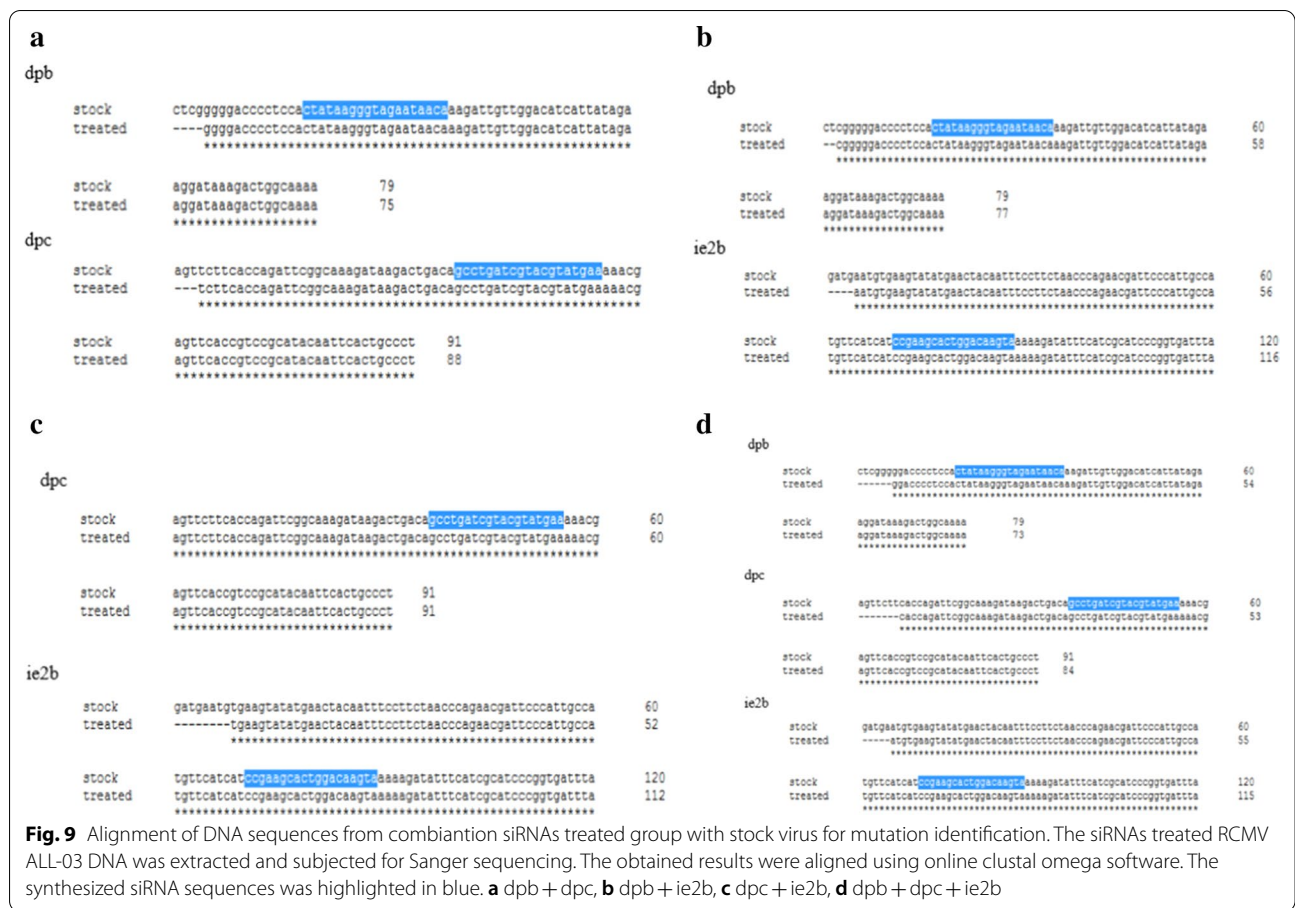 a
dpb
stock ctcgggggacccctccactataagggtagaataacaaagattgttggacatcattataga
treated ----ggggacccctccactataagggtagaataacaaagattgttggacatcattataga
********************************************************
stock aggataaagactggcaaaa 79
treated aggataaagactggcaaaa 75
*******************
dpc
stock agttcttcaccagattcggcaaagataagactgacagcctgatcgtacgtatgaaaaacg
treated ---tcttcaccagattcggcaaagataagactgacagcctgatcgtacgtatgaaaaacg
*********************************************************
stock agttcaccgtccgcatacaattcactgccct 91
treated agttcaccgtccgcatacaattcactgccct 88
*******************************
b
dpb
stock ctcgggggacccctccactataagggtagaataacaaagattgttggacatcattataga 60
treated --cgggggacccctccactataagggtagaataacaaagattgttggacatcattataga 58
**********************************************************
stock aggataaagactggcaaaa 79
treated aggataaagactggcaaaa 77
*******************
ie2b
stock gatgaatgtgaagtatatgaactacaatttccttctaacccagaacgattcccattgcca 60
treated ----aatgtgaagtatatgaactacaatttccttctaacccagaacgattcccattgcca 56
********************************************************
stock tgttcatcatccgaagcactggacaagtaaaaagatatttcatcgcatcccggtgattta 120
treated tgttcatcatccgaagcactggacaagtaaaaagatatttcatcgcatcccggtgattta 116
************************************************************
c
dpc
stock agttcttcaccagattcggcaaagataagactgacagcctgatcgtacgtatgaaaaacg 60
treated agttcttcaccagattcggcaaagataagactgacagcctgatcgtacgtatgaaaaacg 60
************************************************************
stock agttcaccgtccgcatacaattcactgccct 91
treated agttcaccgtccgcatacaattcactgccct 91
*******************************
ie2b
stock gatgaatgtgaagtatatgaactacaatttccttctaacccagaacgattcccattgcca 60
treated --------tgaagtatatgaactacaatttccttctaacccagaacgattcccattgcca 52
****************************************************
stock tgttcatcatccgaagcactggacaagtaaaaagatatttcatcgcatcccggtgattta 120
treated tgttcatcatccgaagcactggacaagtaaaaagatatttcatcgcatcccggtgattta 112
************************************************************
d
dpb
stock ctcgggggacccctccactataagggtagaataacaaagattgttggacatcattataga 60
treated ------ggacccctccactataagggtagaataacaaagattgttggacatcattataga 54
******************************************************
stock aggataaagactggcaaaa 79
treated aggataaagactggcaaaa 73
*******************
dpc
stock agttcttcaccagattcggcaaagataagactgacagcctgatcgtacgtatgaaaaacg 60
treated -------caccagattcggcaaagataagactgacagcctgatcgtacgtatgaaaaacg 53
*****************************************************
stock agttcaccgtccgcatacaattcactgccct 91
treated agttcaccgtccgcatacaattcactgccct 84
*******************************
ie2b
stock gatgaatgtgaagtatatgaactacaatttccttctaacccagaacgattcccattgcca 60
treated -----atgtgaagtatatgaactacaatttccttctaacccagaacgattcccattgcca 55
*******************************************************
stock tgttcatcatccgaagcactggacaagtaaaaagatatttcatcgcatcccggtgattta 120
treated tgttcatcatccgaagcactggacaagtaaaaagatatttcatcgcatcccggtgattta 115
************************************************************
Fig. 9 Alignment of DNA sequences from combiantion siRNAs treated group with stock virus for mutation identification. The siRNAs treated RCMV
ALL-03 DNA was extracted and subjected for Sanger sequencing. The obtained results were aligned using online clustal omega software. The
synthesized siRNA sequences was highlighted in blue. a dpb + dpc, b dpb + ie2b, c dpc + ie2b, d dpb + dpc + ie2b